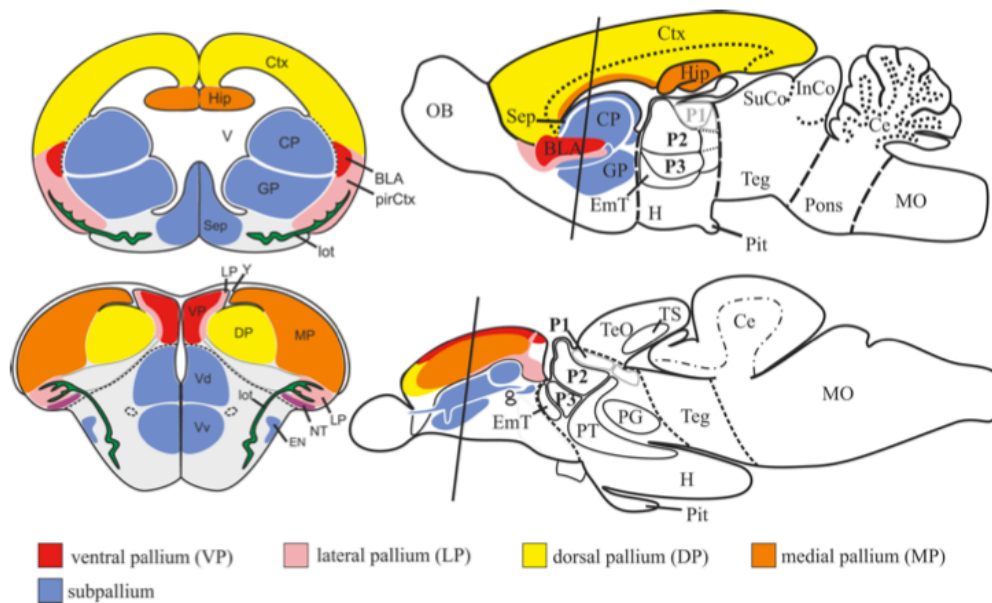 Ctx
Hip
V
CP
GP
Sep
BLA
pirCtx
lot
Ctx
Hip
OB
Sep
CP
BLA
GP
P1
P2
P3
EmT
H
Pit
SuCo
InCo
Ce
Teg
Pons
MO
LP
Y
VP
DP
MP
Vd
Vv
lot
LP
NT
EN
P1
P2
P3
EmT
TeO
TS
Ce
MO
PG
PT
Teg
H
Pit
ventral pallium (VP)
lateral pallium (LP)
dorsal pallium (DP)
medial pallium (MP)
subpallium